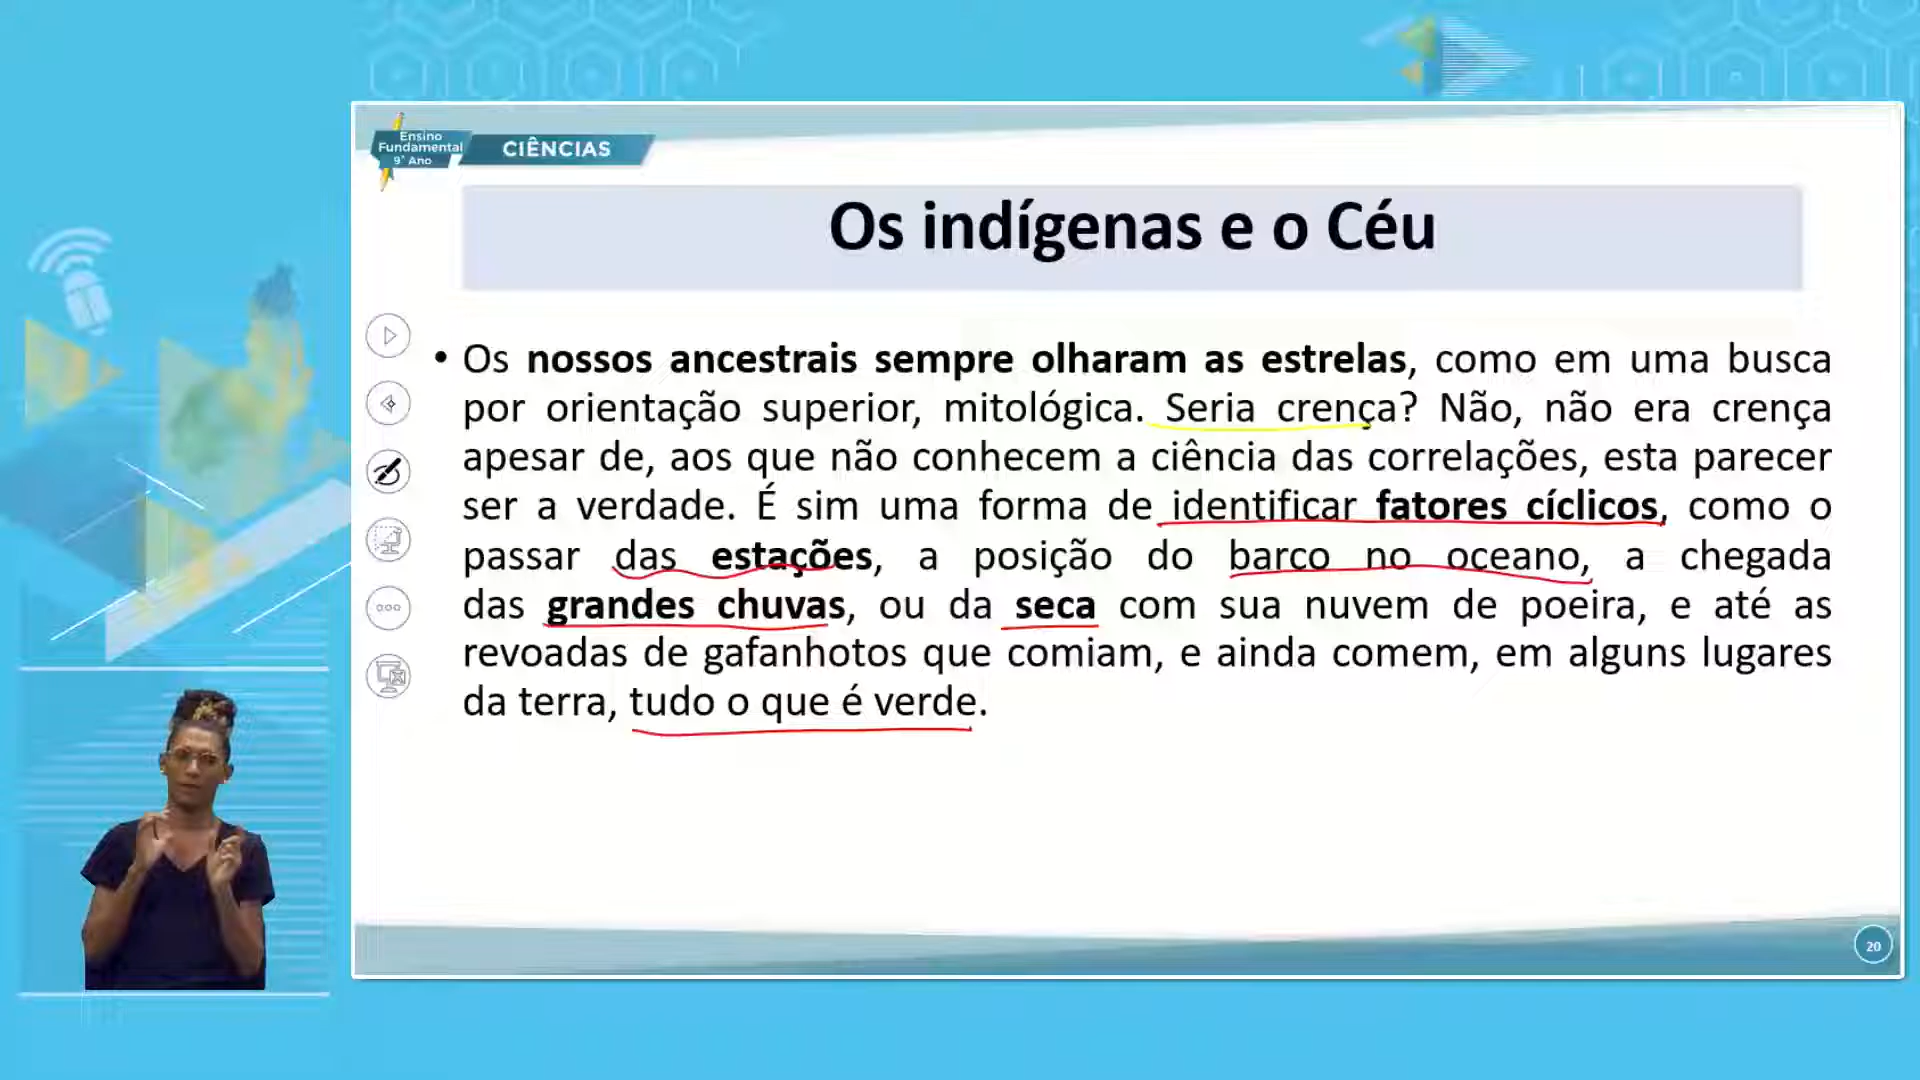 Ensino
Fundamental
9° Ano
CIÊNCIAS
Os indígenas e o Céu
• Os nossos ancestrais sempre olharam as estrelas, como em uma busca
por orientação superior, mitológica. Seria crença? Não, não era crença
apesar de, aos que não conhecem a ciência das correlações, esta parecer
ser a verdade. É sim uma forma de identificar fatores cíclicos, como o
passar das estações, a posição do barco no oceano, a chegada
das grandes chuvas, ou da seca com sua nuvem de poeira, e até as
revoadas de gafanhotos que comiam, e ainda comem, em alguns lugares
da terra, tudo o que é verde.
20